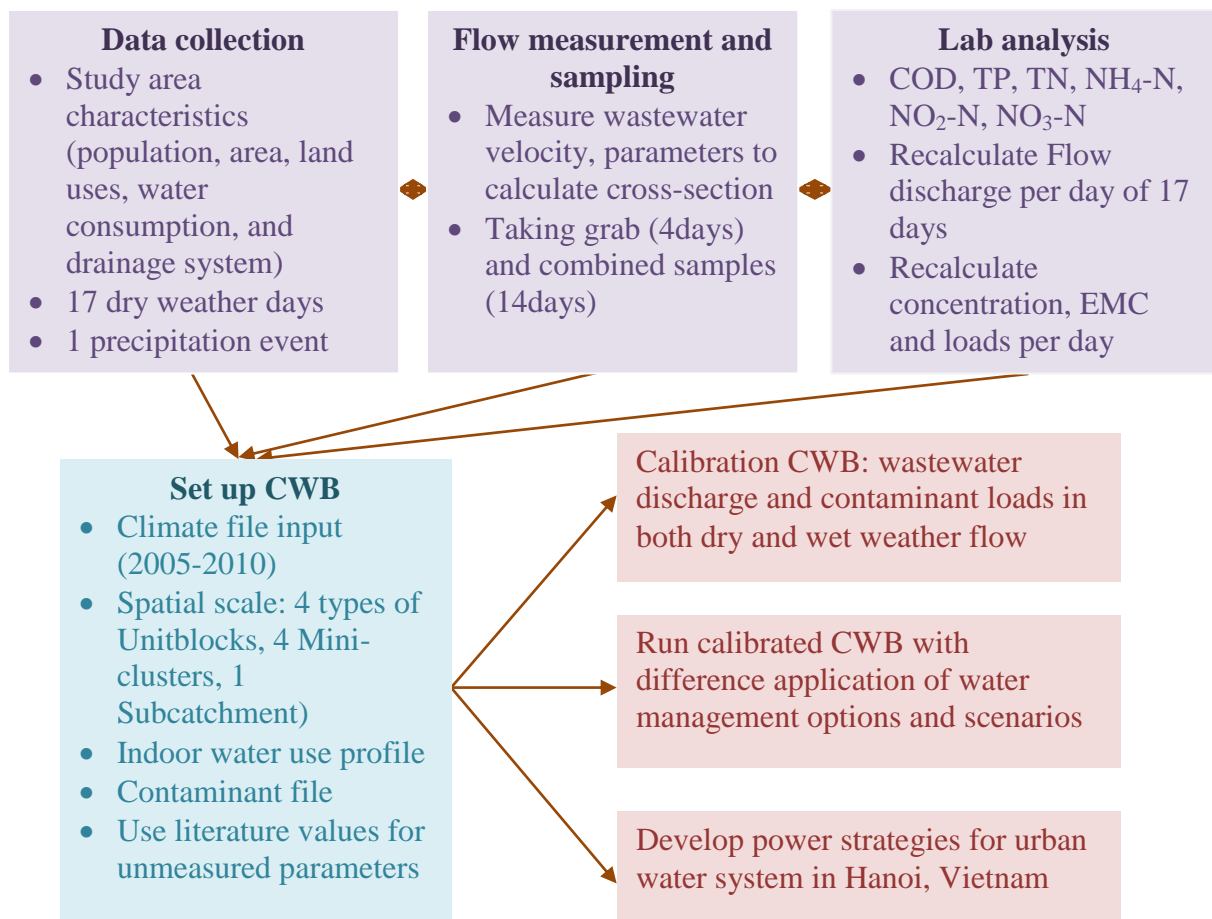 Data collection
• Study area
characteristics
(population, area, land
uses, water
consumption, and
drainage system)
• 17 dry weather days
• 1 precipitation event
Flow measurement and
sampling
• Measure wastewater
velocity, parameters to
calculate cross-section
• Taking grab (4days)
and combined samples
(14days)
Lab analysis
• COD, TP, TN, NH₄-N,
NO₂-N, NO₃-N
• Recalculate Flow
discharge per day of 17
days
• Recalculate
concentration, EMC
and loads per day
Set up CWB
• Climate file input
(2005-2010)
• Spatial scale: 4 types of
Unitblocks, 4 Mini-
clusters, 1
Subcatchment)
• Indoor water use profile
• Contaminant file
• Use literature values for
unmeasured parameters
Calibration CWB: wastewater
discharge and contaminant loads in
both dry and wet weather flow
Run calibrated CWB with
difference application of water
management options and scenarios
Develop power strategies for urban
water system in Hanoi, Vietnam